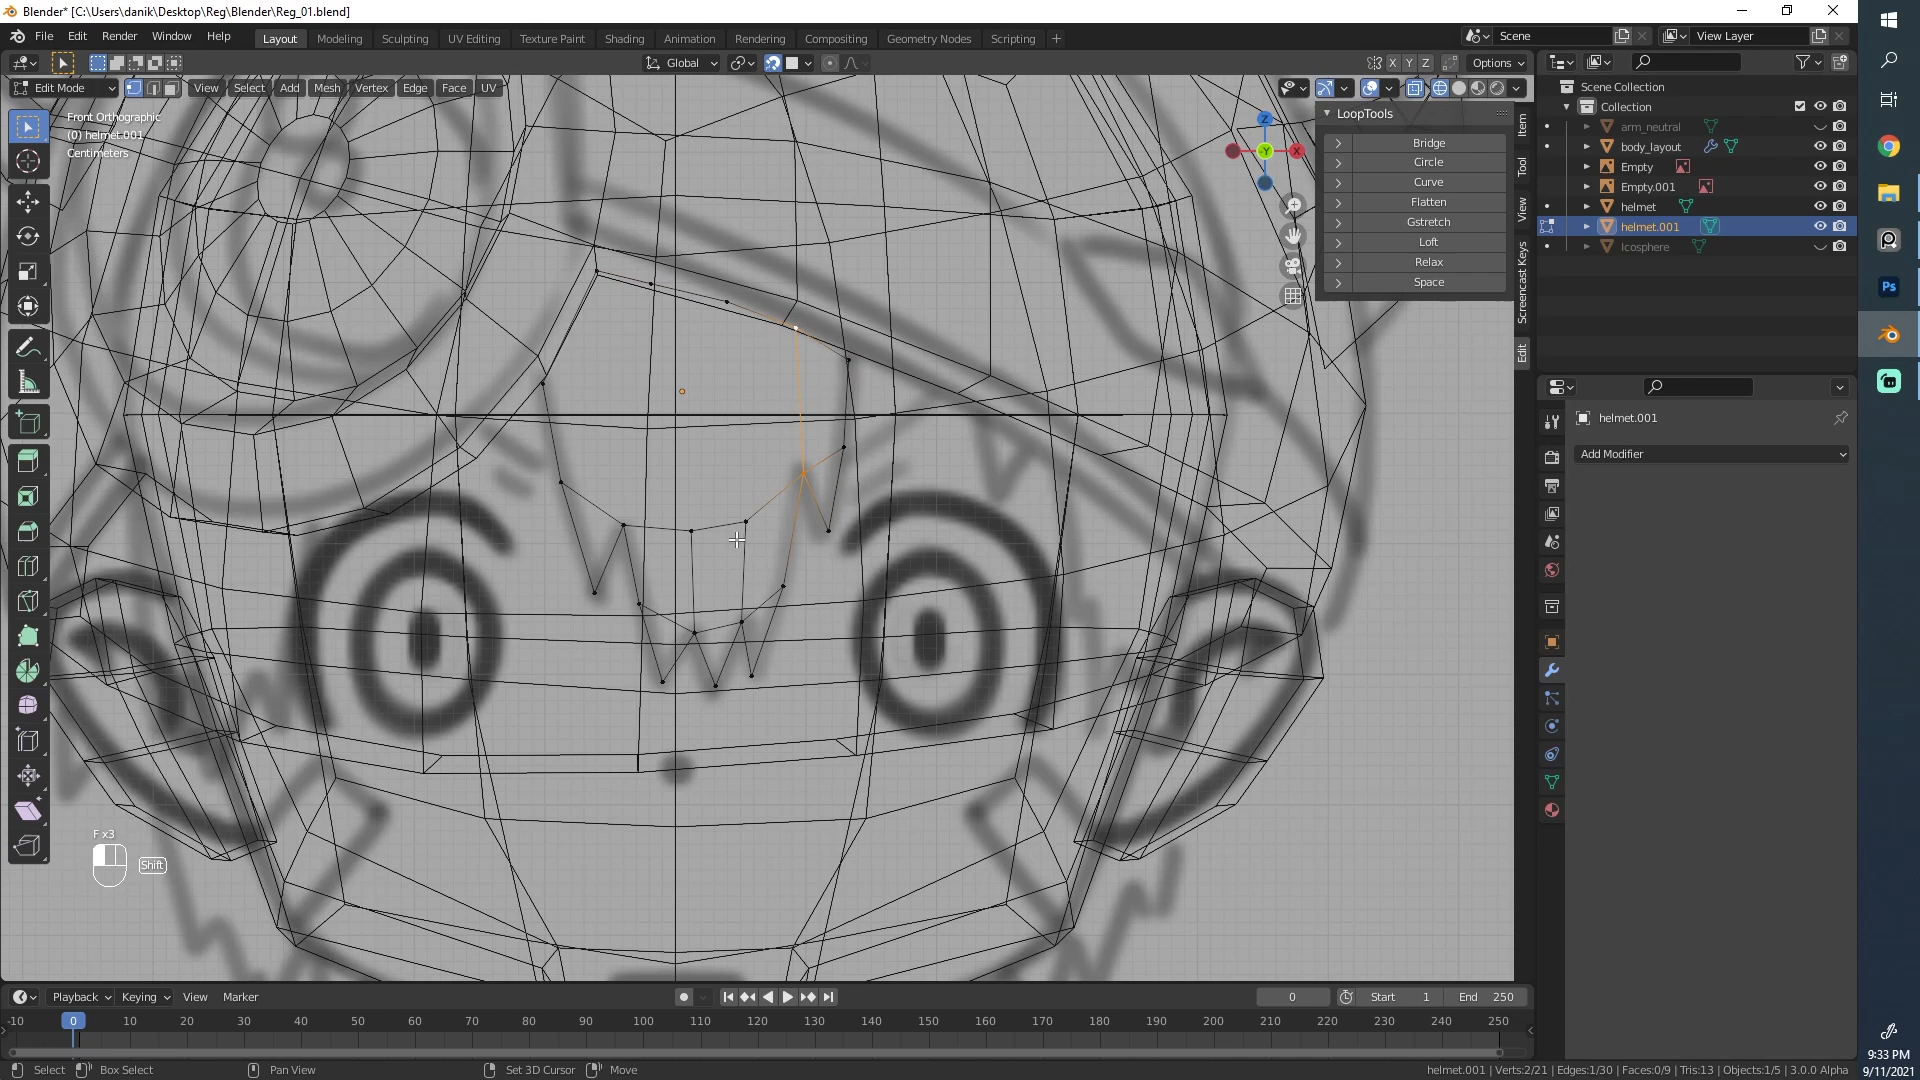 Blender* [C:\Users\danik\Desktop\Reg\Blender\Reg_01.blend]
File Edit Render Window Help
Layout Modeling Sculpting UV Editing Texture Paint Shading Animation Rendering Compositing Geometry Nodes Scripting +
Scene
View Layer
Global
X Y Z
Options
Edit Mode
View Select Add Mesh Vertex Edge Face UV
Front Orthographic
(0) helmet.001
Centimeters
Z
-Y
X
LoopTools
Bridge
Circle
Curve
Flatten
Gstretch
Loft
Relax
Space
Item
Tool
View
Screencast Keys
Edit
Scene Collection
Collection
arm_neutral
body_layout
Empty
Empty.001
helmet
helmet.001
Icosphere
helmet.001
Add Modifier
F x3
Shift
Playback Keying View Marker
0
Start 1
End 250
-10 0 10 20 30 40 50 60 70 80 90 100 110 120 130 140 150 160 170 180 190 200 210 220 230 240 250
Select Box Select Pan View Set 3D Cursor Move
helmet.001 | Verts:2/21 | Edges:1/30 | Faces:0/9 | Tris:13 | Objects:1/5 | 3.0.0 Alpha
Ps
9:33 PM
9/11/2021